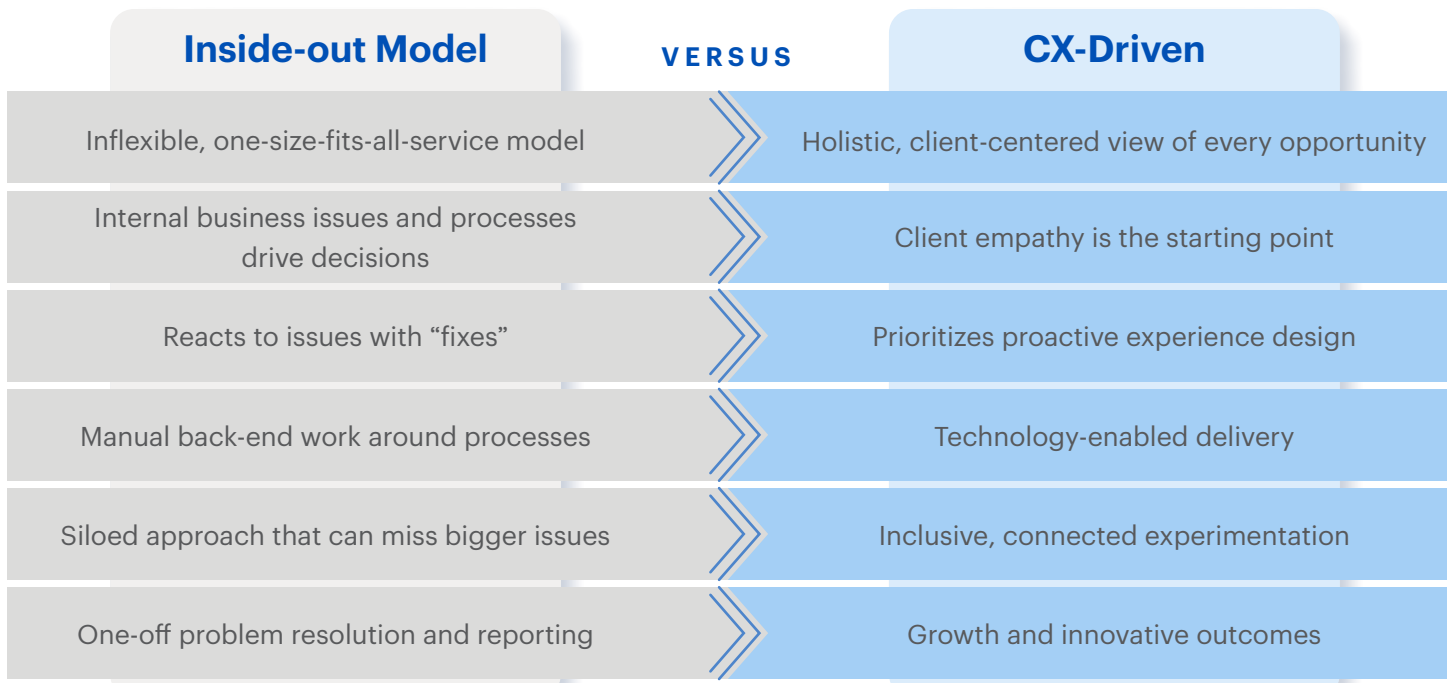 Inside-out Model
VERSUS
CX-Driven
Inflexible, one-size-fits-all-service model
Holistic, client-centered view of every opportunity
Internal business issues and processes
drive decisions
Client empathy is the starting point
Reacts to issues with “fixes”
Prioritizes proactive experience design
Manual back-end work around processes
Technology-enabled delivery
Siloed approach that can miss bigger issues
Inclusive, connected experimentation
One-off problem resolution and reporting
Growth and innovative outcomes